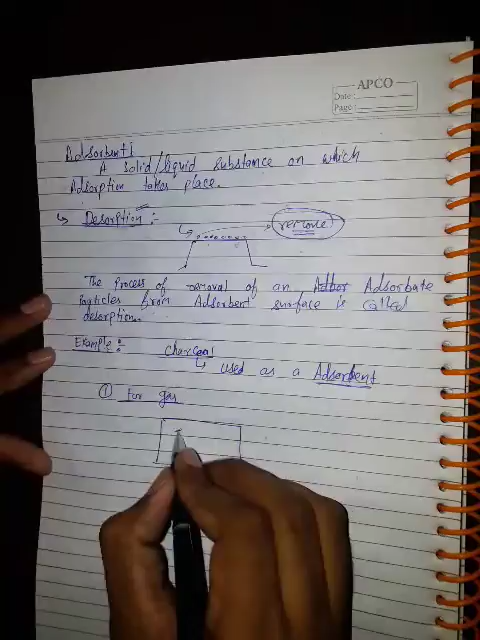 APCO
Date:
Page:
Adsorbent:
A solid/liquid substance on which
Adsorption takes place.
↳ Desorption :-
remove
The process of removal of an Adsorbate
Particles from Adsorbent surface is called
desorption.
Example:
Charcoal
↳ used as a Adsorbent
① For gas